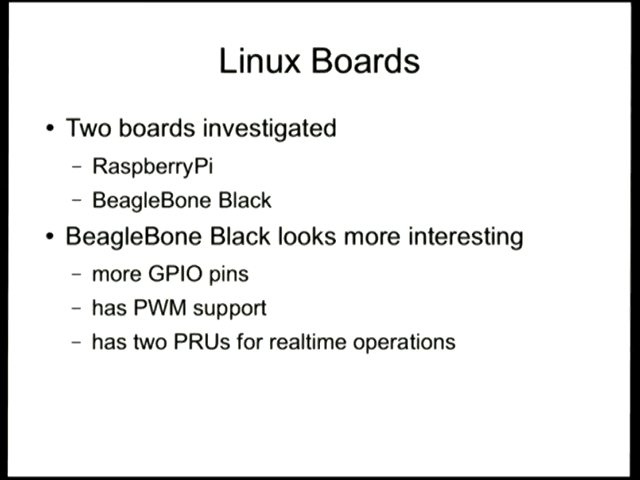 Linux Boards
• Two boards investigated
– RaspberryPi
– BeagleBone Black
• BeagleBone Black looks more interesting
– more GPIO pins
– has PWM support
– has two PRUs for realtime operations